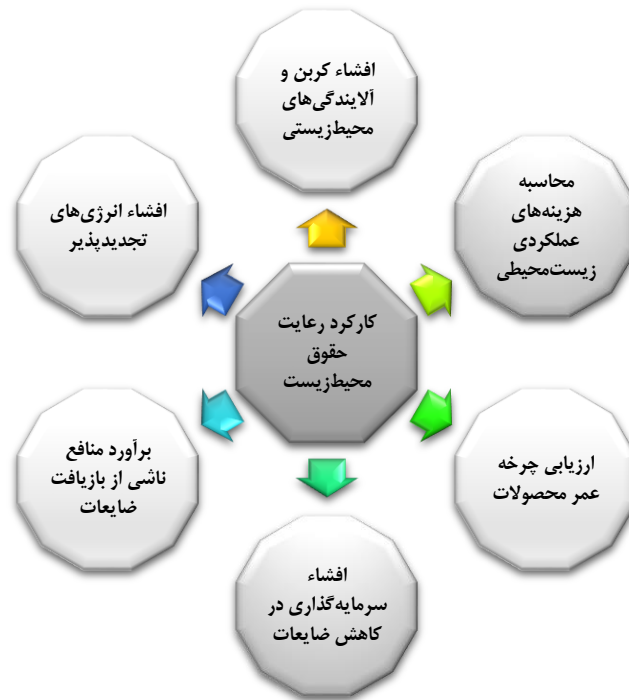 افشاء کربن و
آلایندگی‌های
محیط‌زیستی
محاسبه
هزینه‌های
عملکردی
زیست‌محیطی
افشاء انرژی‌های
تجدیدپذیر
کارکرد رعایت
حقوق
محیط‌زیست
ارزیابی چرخه
عمر محصولات
برآورد منافع
ناشی از بازیافت
ضایعات
افشاء
سرمایه‌گذاری در
کاهش ضایعات